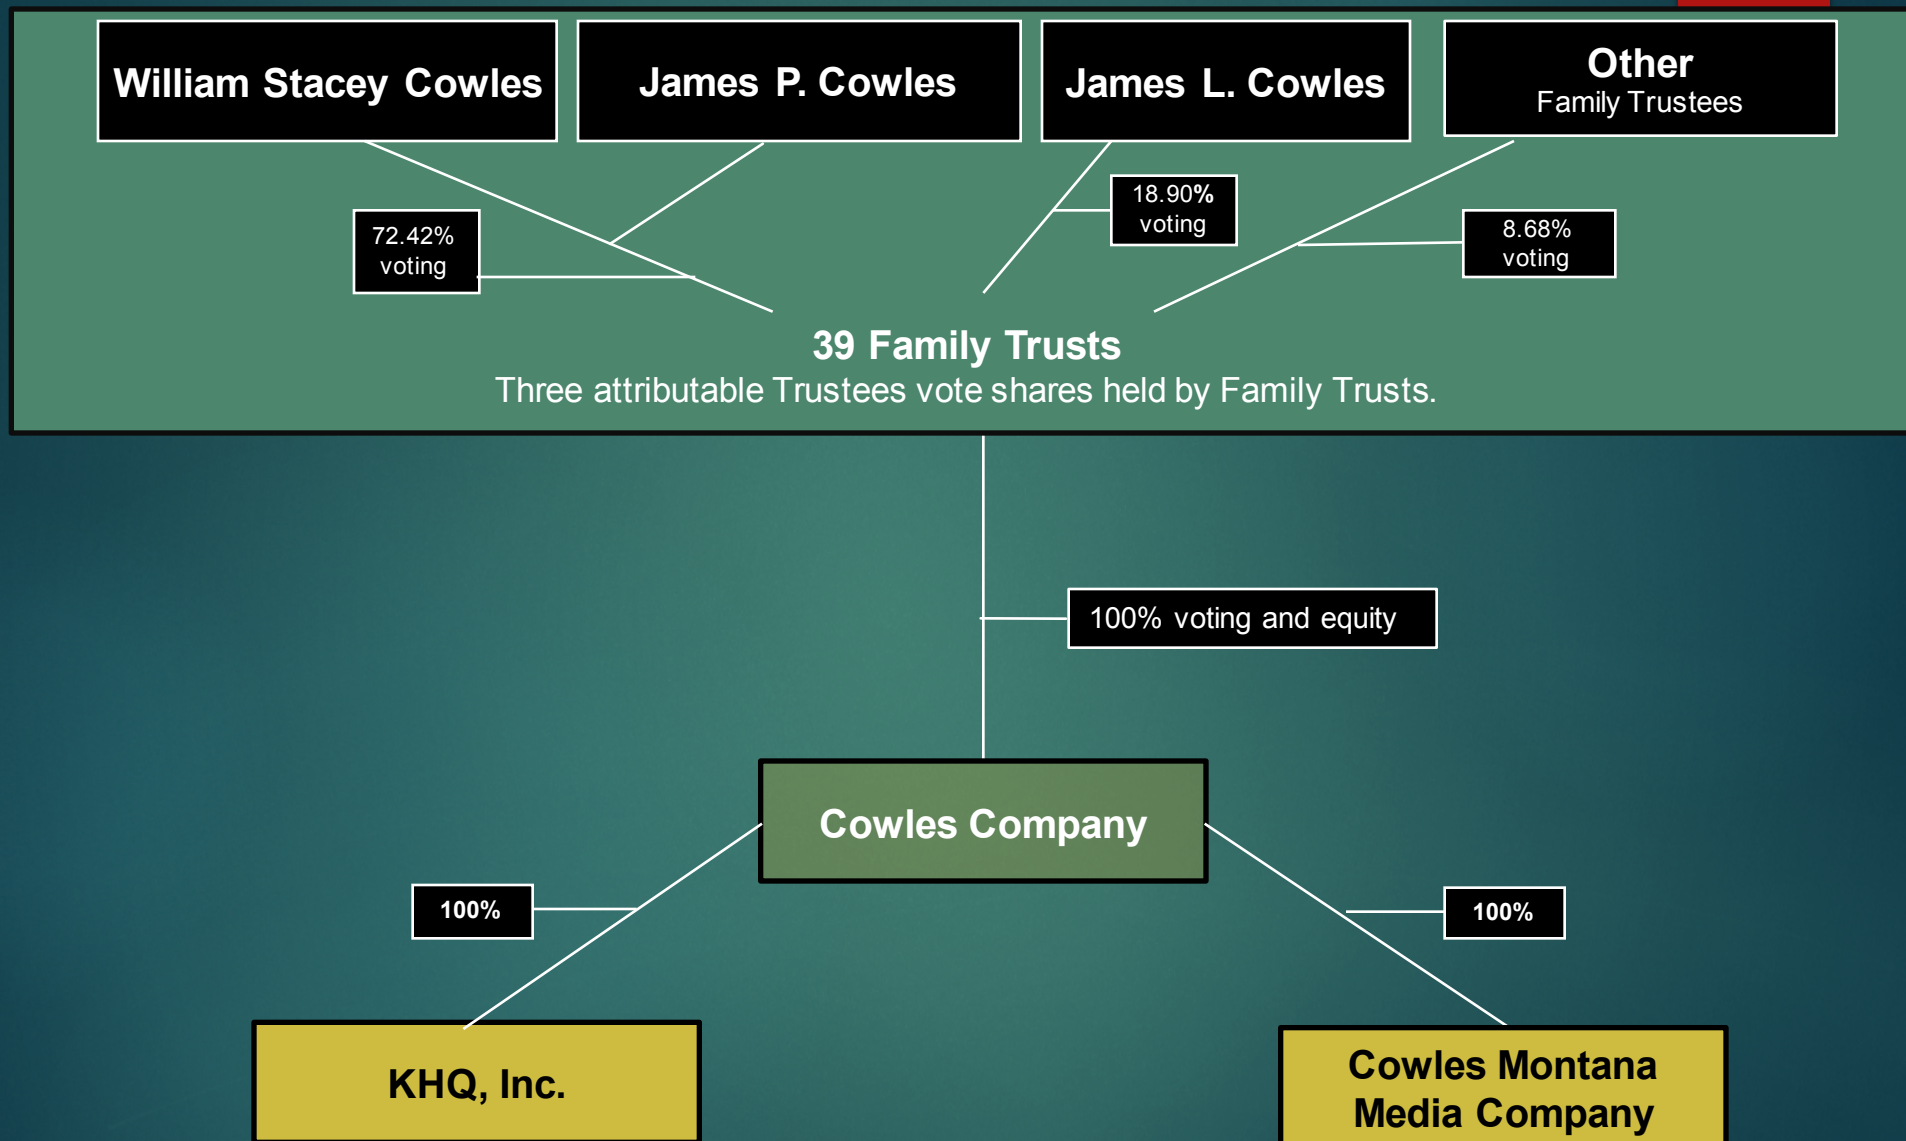 William Stacey Cowles
James P. Cowles
James L. Cowles
Other
Family Trustees
72.42%
voting
18.90%
voting
8.68%
voting
39 Family Trusts
Three attributable Trustees vote shares held by Family Trusts.
100% voting and equity
Cowles Company
100%
100%
KHQ, Inc.
Cowles Montana
Media Company